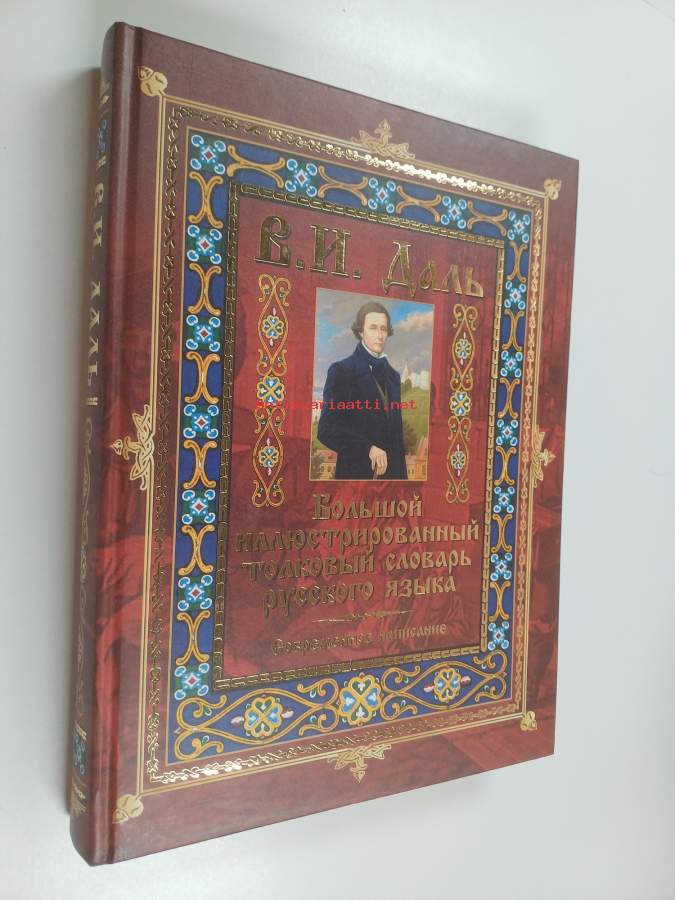 В.И. Даль
antikvariaatti.net
Большой
иллюстрированный
толковый словарь
русского языка
Современное написание
В.И. ДАЛЬ